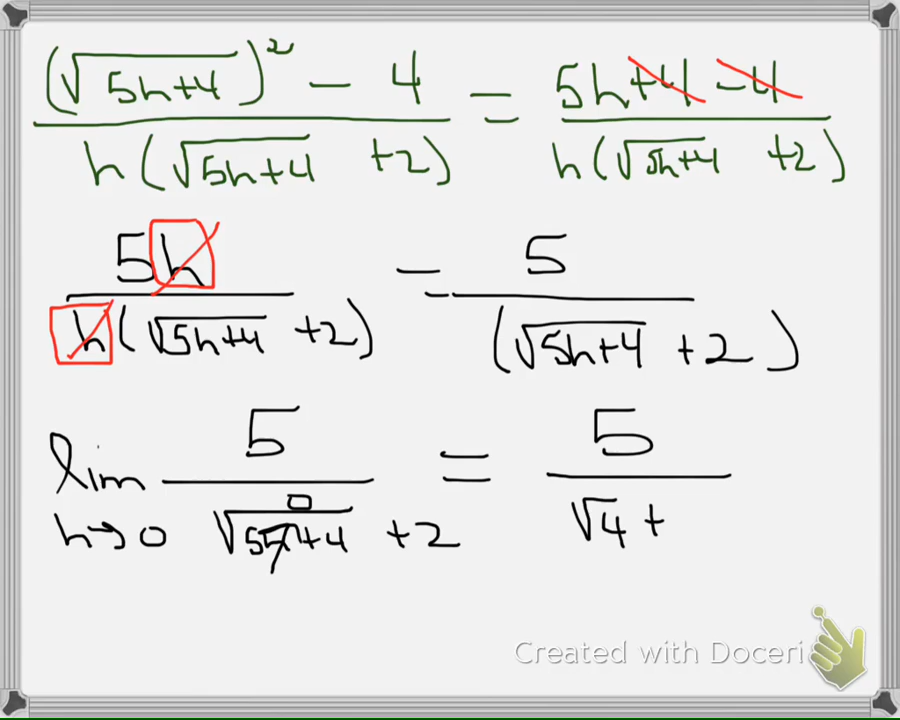 (√5h+4)² - 4 / h(√5h+4 +2) = 5h+4-4 / h(√5h+4 +2)
5h / h(√5h+4 +2) = 5 / (√5h+4 +2)
lim h→0 5 / √5h+4 +2 = 5 / √4 +
0
Created with Doceri